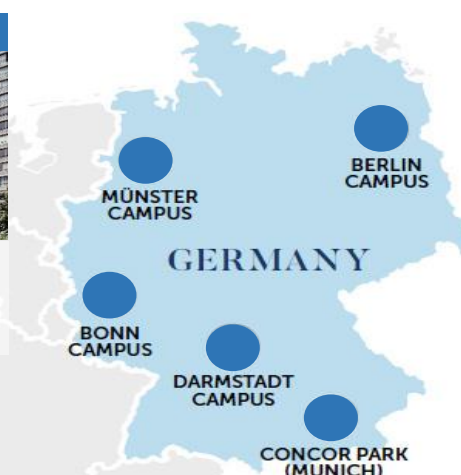 BERLIN
CAMPUS
MÜNSTER
CAMPUS
GERMANY
BONN
CAMPUS
DARMSTADT
CAMPUS
CONCOR PARK
(MUNICH)